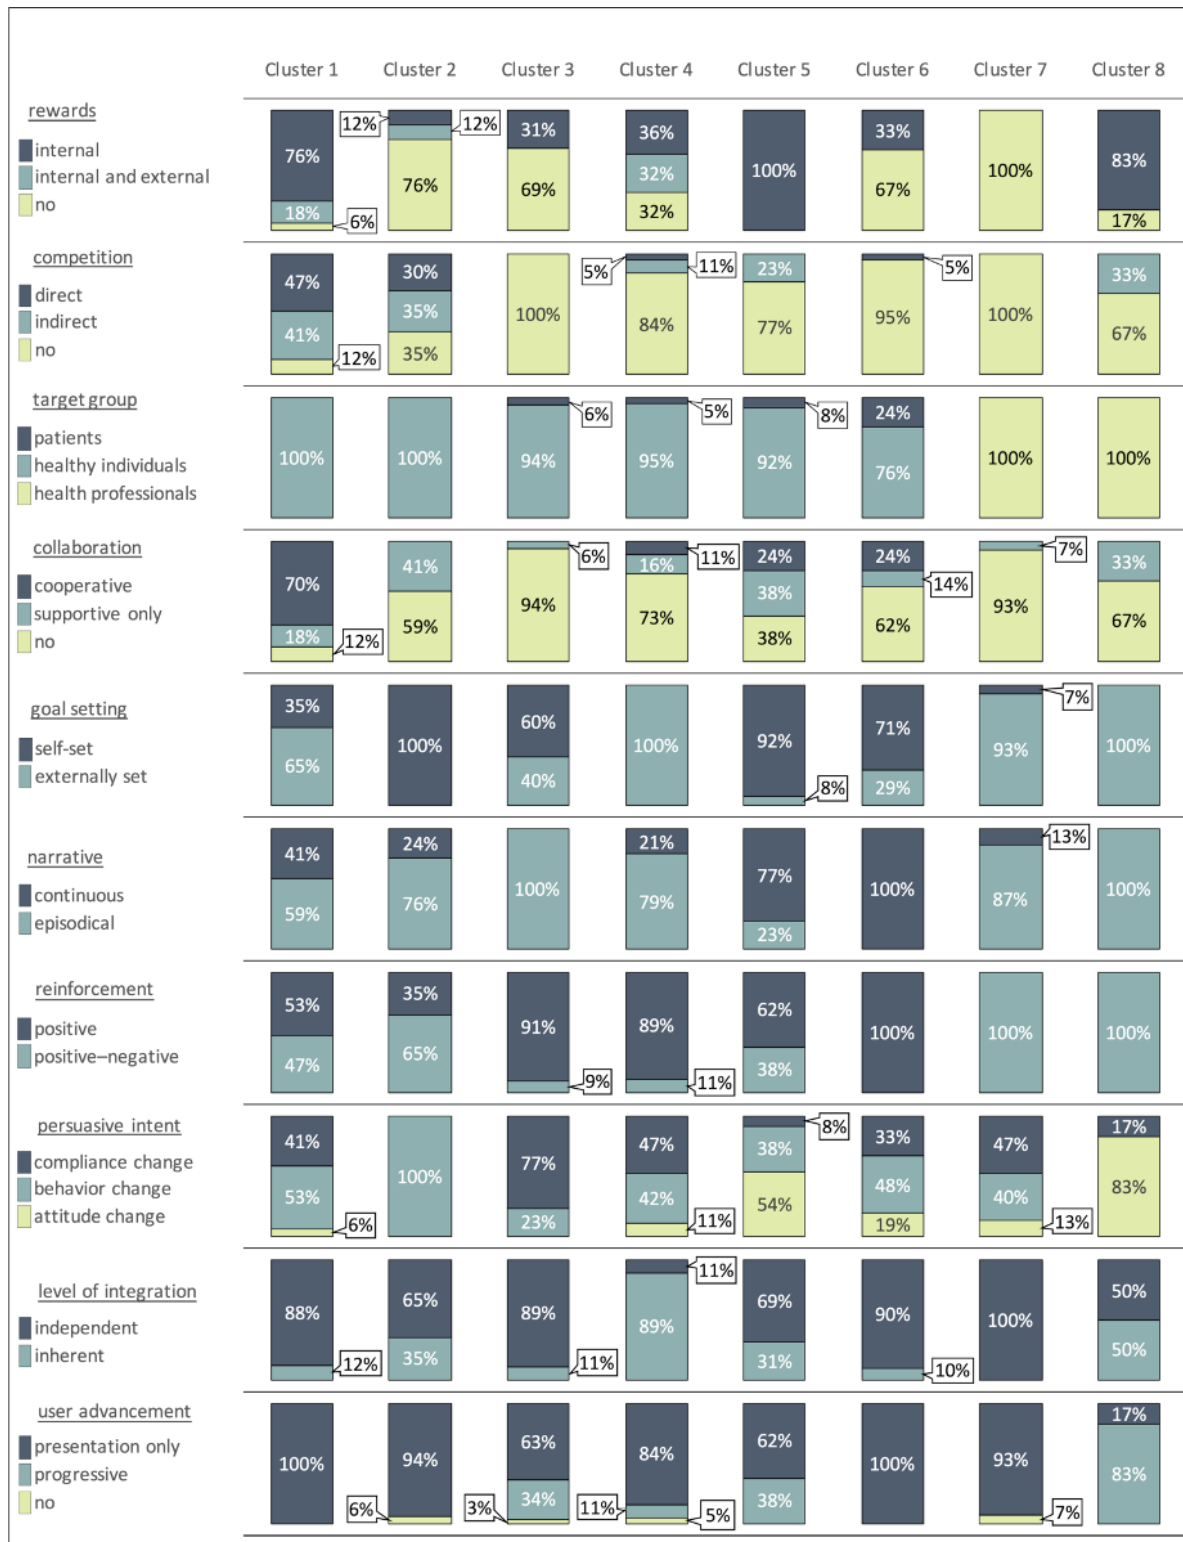 Cluster 1 Cluster 2 Cluster 3 Cluster 4 Cluster 5 Cluster 6 Cluster 7 Cluster 8
rewards
internal
internal and external
no
76% 18% 6%
12% 12% 76%
31% 69%
36% 32% 32%
100%
33% 67%
100%
83% 17%
competition
direct
indirect
no
47% 41% 12%
30% 35% 35%
100%
5% 11% 84%
23% 77%
5% 95%
100%
33% 67%
target group
patients
healthy individuals
health professionals
100%
100%
6% 94%
5% 95%
8% 92%
24% 76%
100%
100%
collaboration
cooperative
supportive only
no
70% 18% 12%
41% 59%
6% 94%
11% 16% 73%
24% 38% 38%
24% 14% 62%
7% 93%
33% 67%
goal setting
self-set
externally set
35% 65%
100%
60% 40%
100%
92% 8%
71% 29%
7% 93%
100%
narrative
continuous
episodical
41% 59%
24% 76%
100%
21% 79%
77% 23%
100%
13% 87%
100%
reinforcement
positive
positive–negative
53% 47%
35% 65%
91% 9%
89% 11%
62% 38%
100%
100%
100%
persuasive intent
compliance change
behavior change
attitude change
41% 53% 6%
100%
77% 23%
47% 42% 11%
8% 38% 54%
33% 48% 19%
47% 40% 13%
17% 83%
level of integration
independent
inherent
88% 12%
65% 35%
89% 11%
11% 89%
69% 31%
90% 10%
100%
50% 50%
user advancement
presentation only
progressive
no
100%
94% 6%
63% 34% 3%
84% 11% 5%
62% 38%
100%
93% 7%
17% 83%